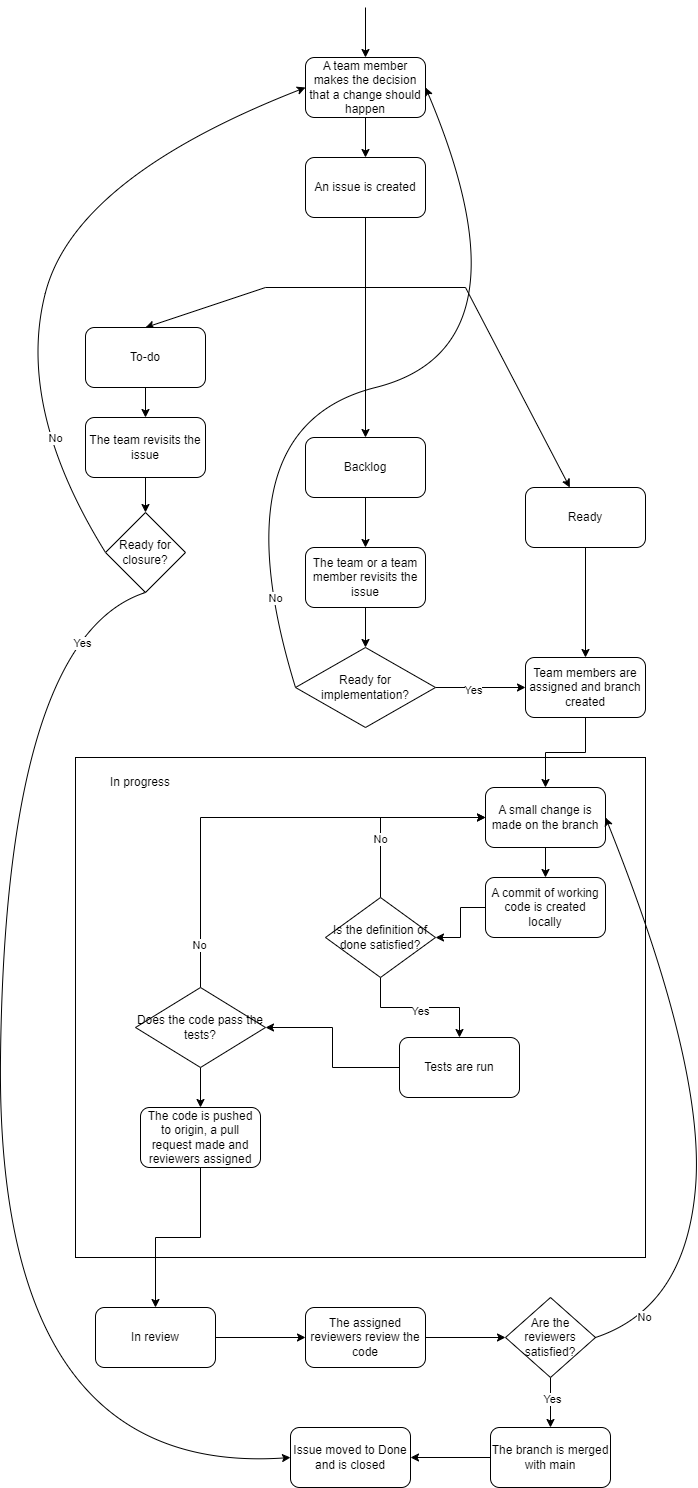 A team member
makes the decision
that a change should
happen
An issue is created
To-do
The team revisits the
issue
No
Ready for
closure?
Yes
Backlog
The team or a team
member revisits the
issue
No
Ready for
implementation?
Yes
Ready
Team members are
assigned and branch
created
In progress
A small change is
made on the branch
A commit of working
code is created
locally
No
Is the definition of
done satisfied?
Yes
Tests are run
No
Does the code pass the
tests?
The code is pushed
to origin, a pull
request made and
reviewers assigned
In review
The assigned
reviewers review the
code
Are the
reviewers
satisfied?
No
Yes
The branch is merged
with main
Issue moved to Done
and is closed